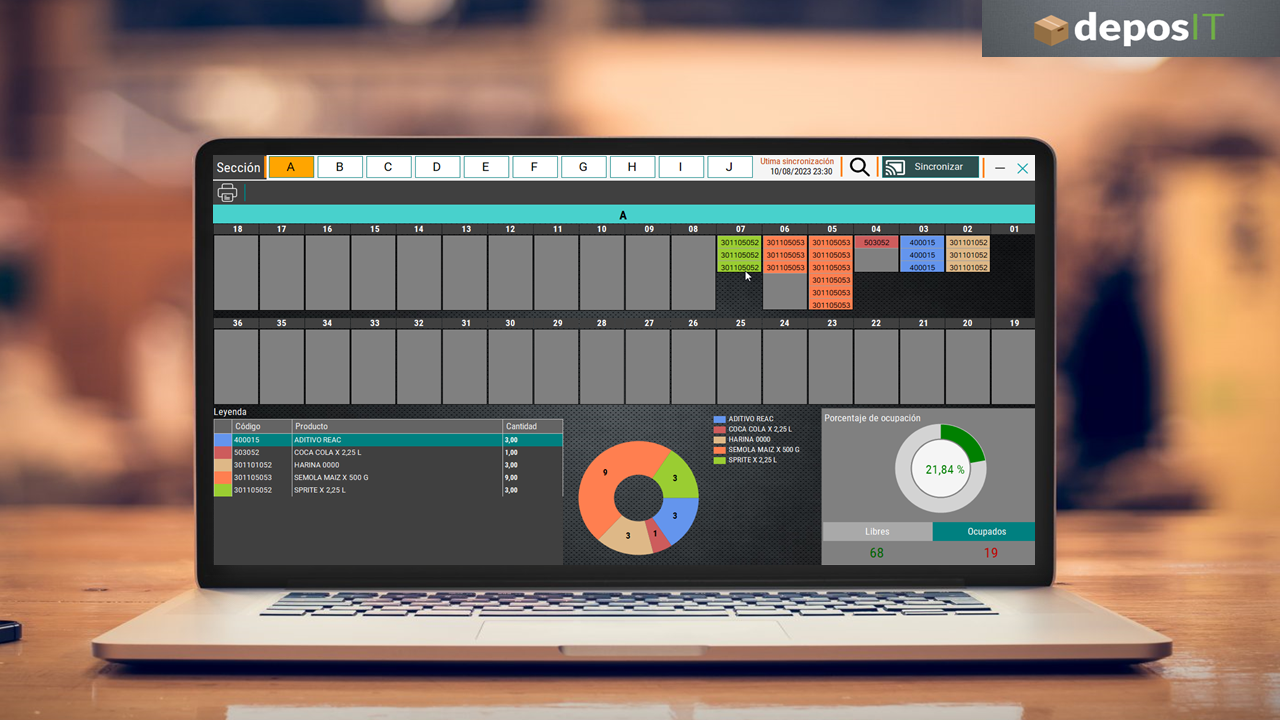 deposIT
Sección A B C D E F G H I J Utima sincronización Sincronizar
10/08/2023 23:30
A
18 17 16 15 14 13 12 11 10 09 08 07 06 05 04 03 02 01
301105052 301105053 301105053 503052 400015 301101052
301105052 301105053 301105053 400015 301101052
301105052 301105053 301105053 400015 301101052
301105053
301105053
301105053
36 35 34 33 32 31 30 29 28 27 26 25 24 23 22 21 20 19
Leyenda
Código Producto Cantidad
400015 ADITIVO REAC 3,00
503052 COCA COLA X 2,25 L 1,00
301101052 HARINA 0000 3,00
301105053 SEMOLA MAIZ X 500 G 9,00
301105052 SPRITE X 2,25 L 3,00
9
3
3
1
3
ADITIVO REAC
COCA COLA X 2,25 L
HARINA 0000
SEMOLA MAIZ X 500 G
SPRITE X 2,25 L
Porcentaje de ocupación
21,84 %
Libres Ocupados
68 19